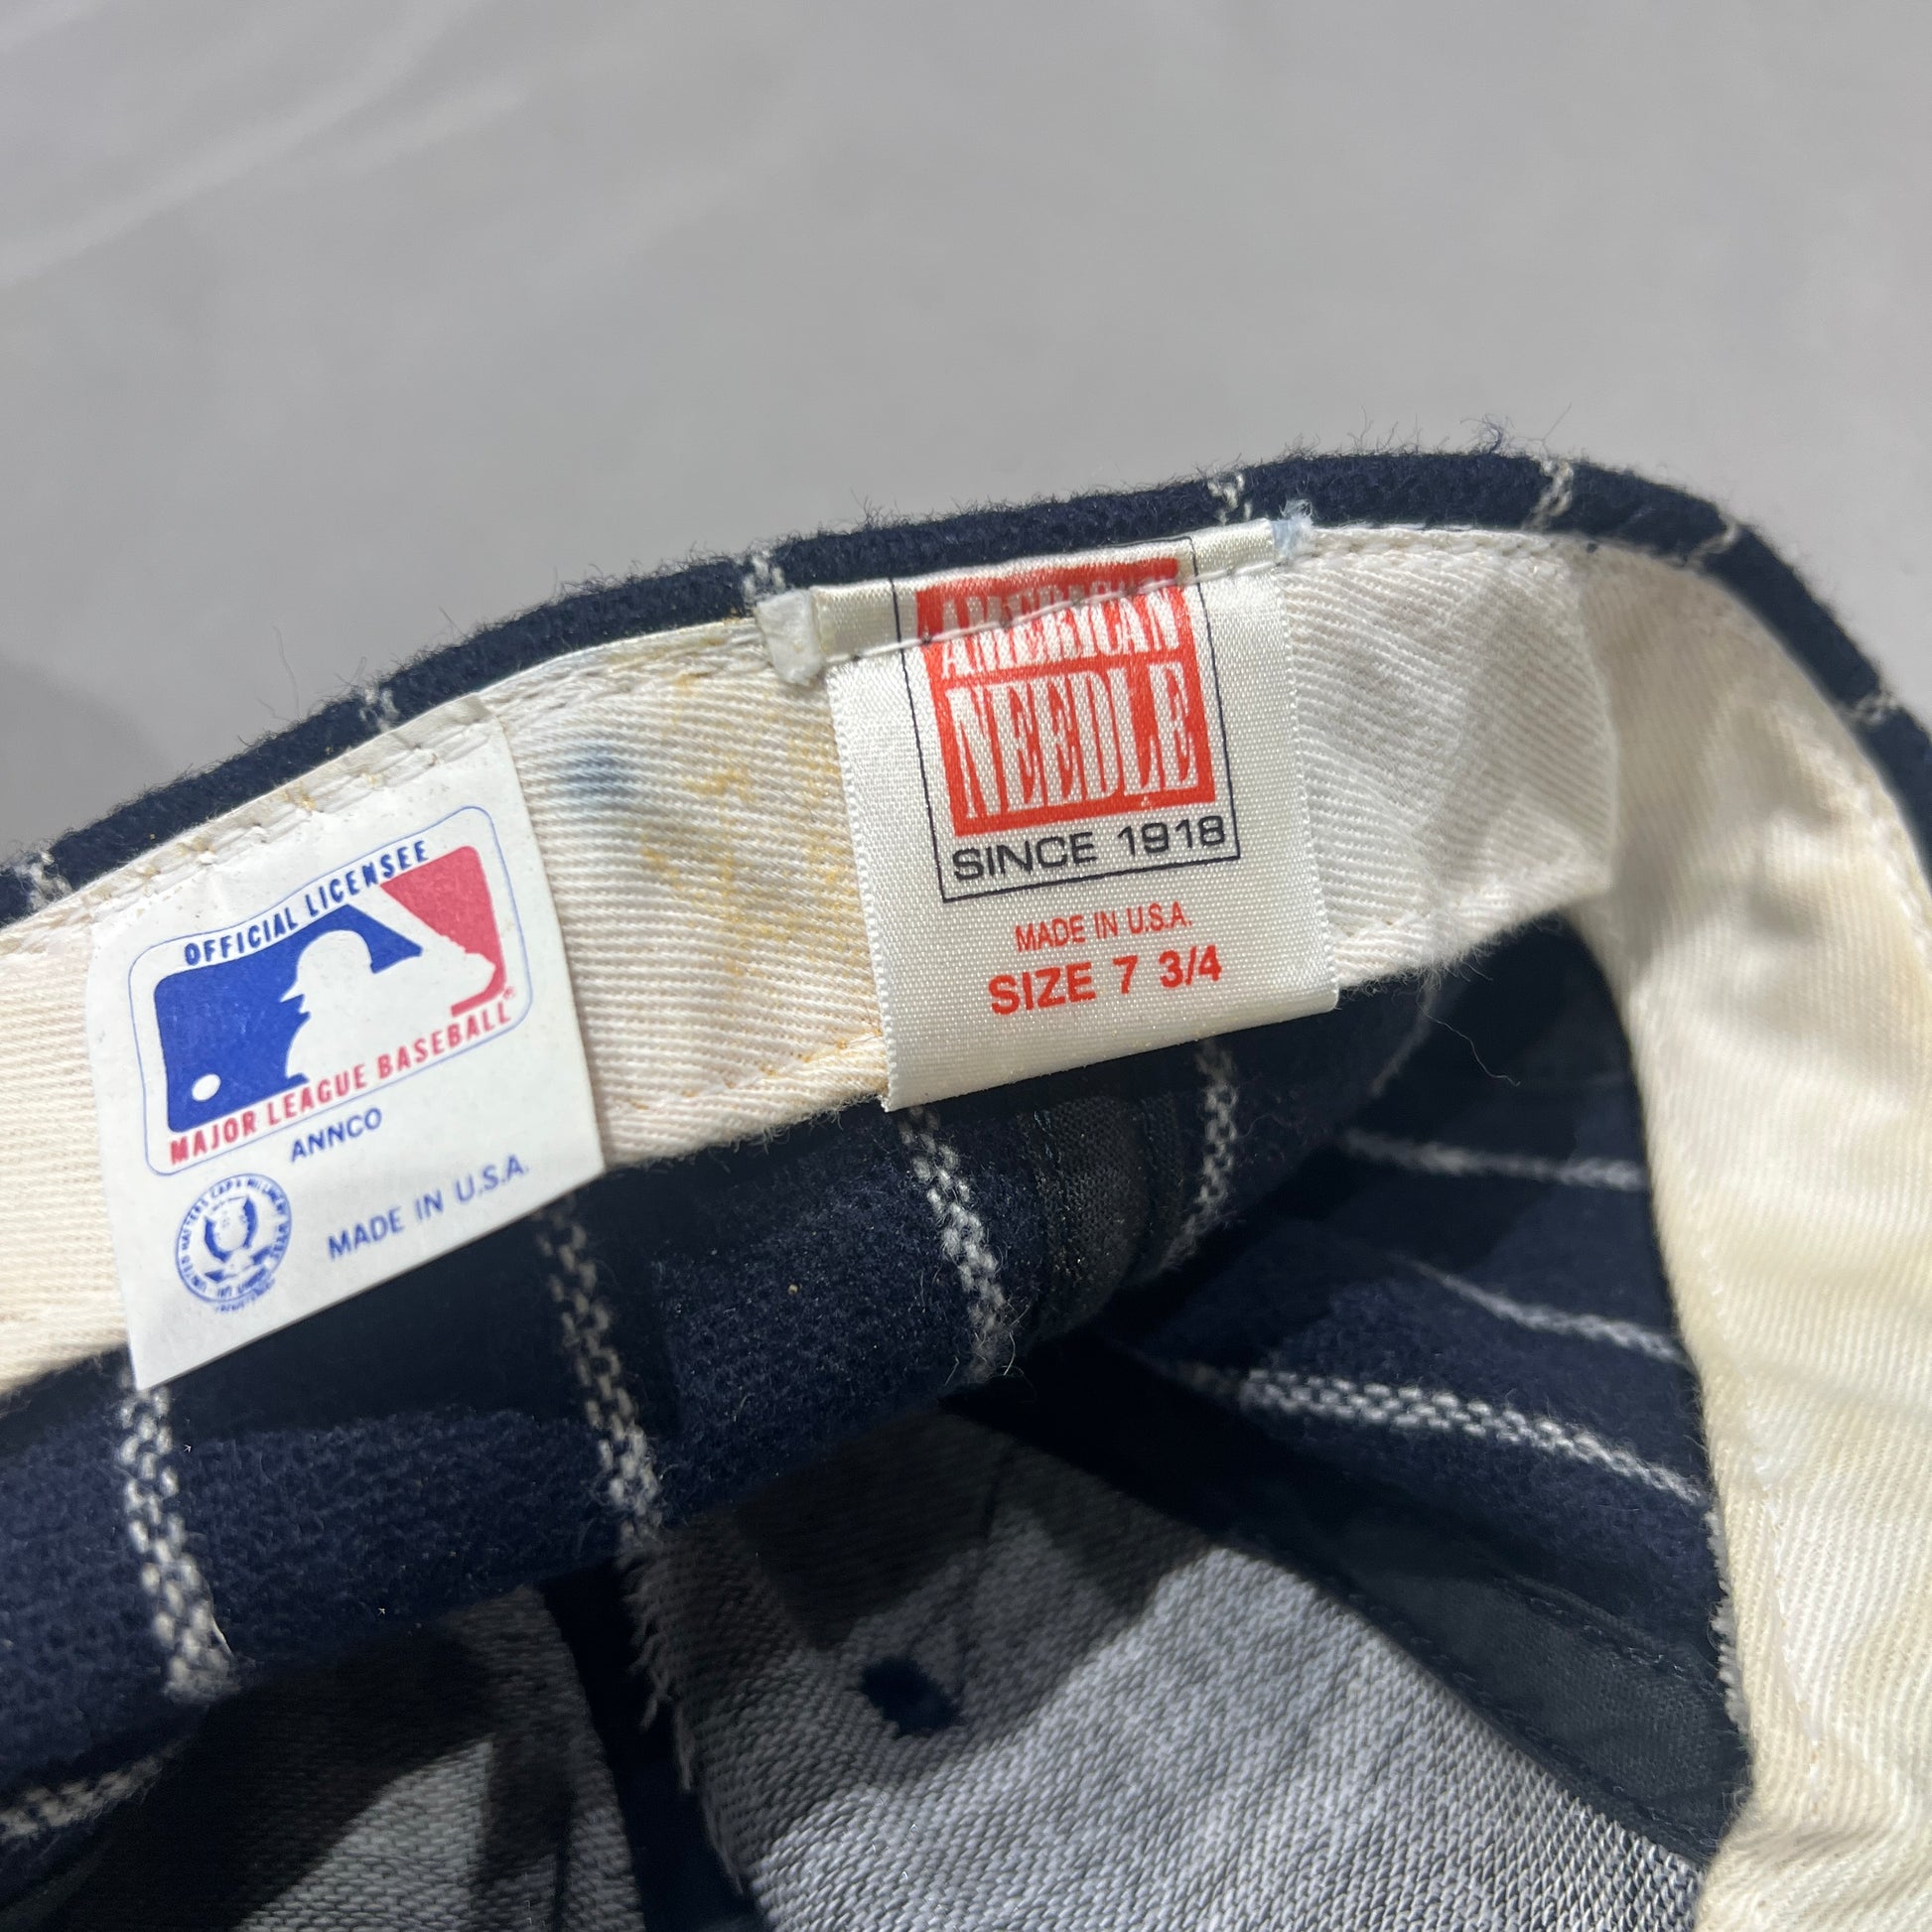 OFFICIAL LICENSEE
MAJOR LEAGUE BASEBALL®
ANNCO
MADE IN U.S.A.
AMERICAN
NEEDLE
SINCE 1918
MADE IN U.S.A.
SIZE 7 3/4